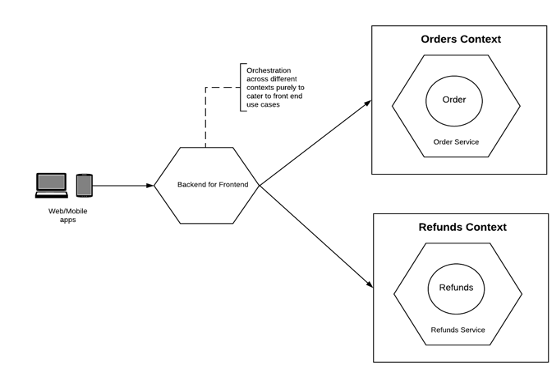 Orders Context
Order
Order Service
Orchestration
across different
contexts purely to
cater to front end
use cases
Backend for Frontend
Web/Mobile
apps
Refunds Context
Refunds
Refunds Service